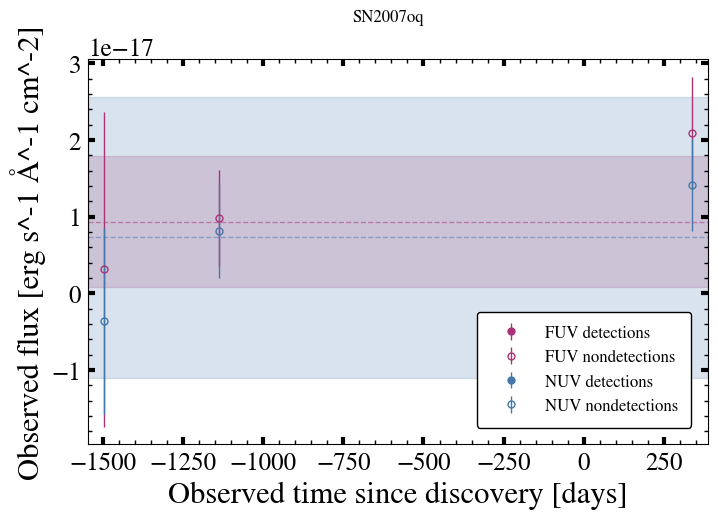 SN2007oq
1e−17
3
2
1
0
−1
Observed flux [erg s^-1 Å^-1 cm^-2]
FUV detections
FUV nondetections
NUV detections
NUV nondetections
−1500 −1250 −1000 −750 −500 −250 0 250
Observed time since discovery [days]